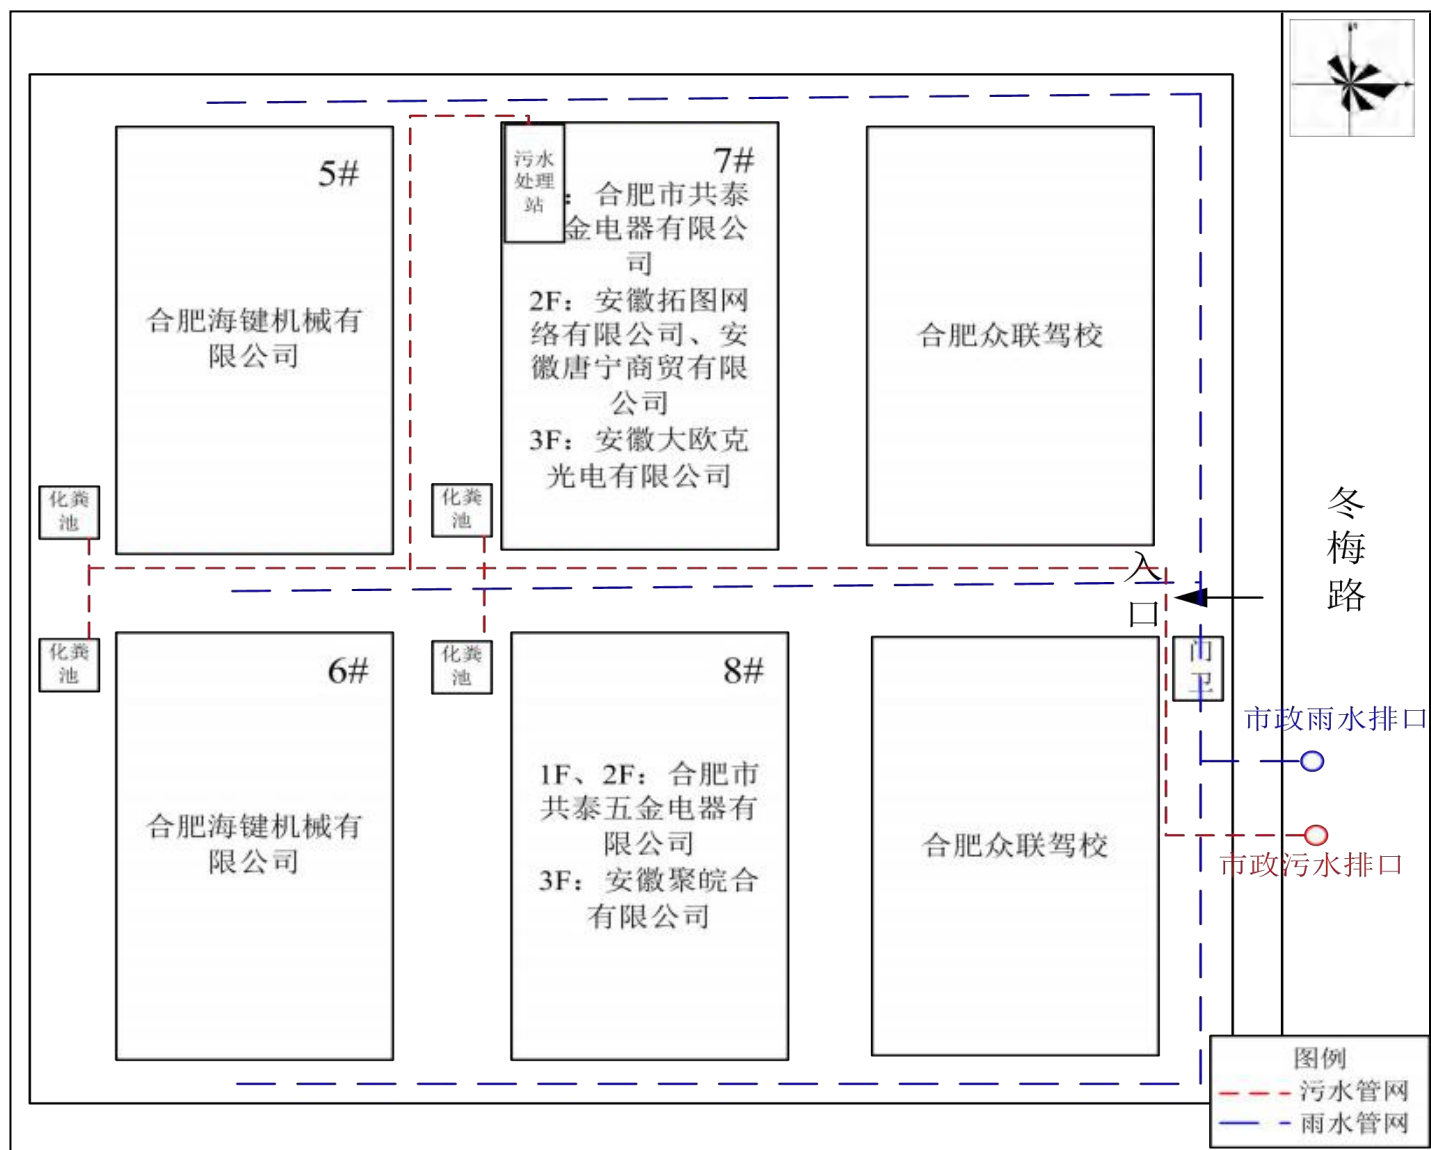 5#
合肥海键机械有
限公司
污水
处理
站
7#
：合肥市共泰
金电器有限公
司
2F：安徽拓图网
络有限公司、安
徽唐宁商贸有限
公司
3F：安徽大欧克
光电有限公司
合肥众联驾校
化粪
池
化粪
池
入
口
冬
梅
路
化粪
池
6#
合肥海键机械有
限公司
化粪
池
8#
1F、2F：合肥市
共泰五金电器有
限公司
3F：安徽聚皖合
有限公司
合肥众联驾校
门
卫
市政雨水排口
市政污水排口
图例
污水管网
雨水管网